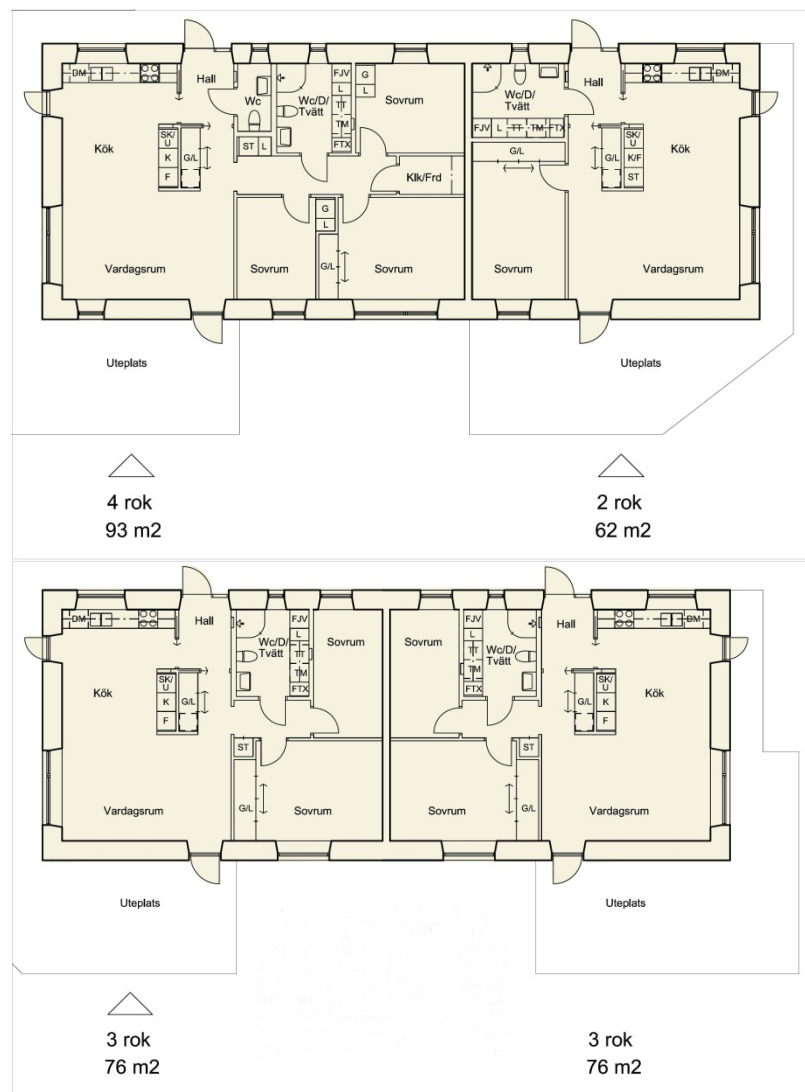 DM
Hall
Wc
Wc/D/
Tvätt
FJV
L
TT
TM
FTX
G
L
Sovrum
Kök
SK/
U
K
F
G/L
ST L
Klk/Frd
G
L
G/L
Vardagsrum
Sovrum
Sovrum
Uteplats
Wc/D/
Tvätt
Hall
DM
FJV L TT TM FTX
G/L
G/L
SK/
U
K/F
ST
Kök
Sovrum
Vardagsrum
Uteplats
4 rok
93 m2
2 rok
62 m2
DM
Hall
Wc/D/
Tvätt
FJV
L
TT
TM
FTX
Sovrum
Kök
SK/
U
K
F
G/L
ST
G/L
Vardagsrum
Sovrum
Uteplats
Sovrum
FJV
L
TT
TM
FTX
Wc/D/
Tvätt
Hall
DM
G/L
SK/
U
K
F
Kök
ST
G/L
Sovrum
Vardagsrum
Uteplats
3 rok
76 m2
3 rok
76 m2